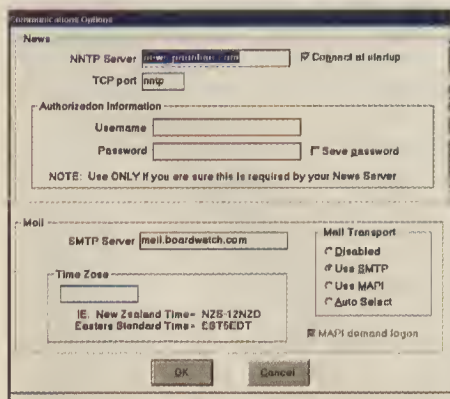 Communications Options
News
NNTP Server
Connect at startup
TCP port nntp
Authorization Information
Username
Password
Save password
NOTE: Use ONLY if you are sure this is required by your News Server
Mail
SMTP Server mail.boardwatch.com
Mail Transport
Disabled
Use SMTP
Use MAPI
Auto Select
Time Zone
IE. New Zealand Time= NZS-12NZD
Eastern Standard Time= EST5EDT
MAPI demand logon
OK
Cancel